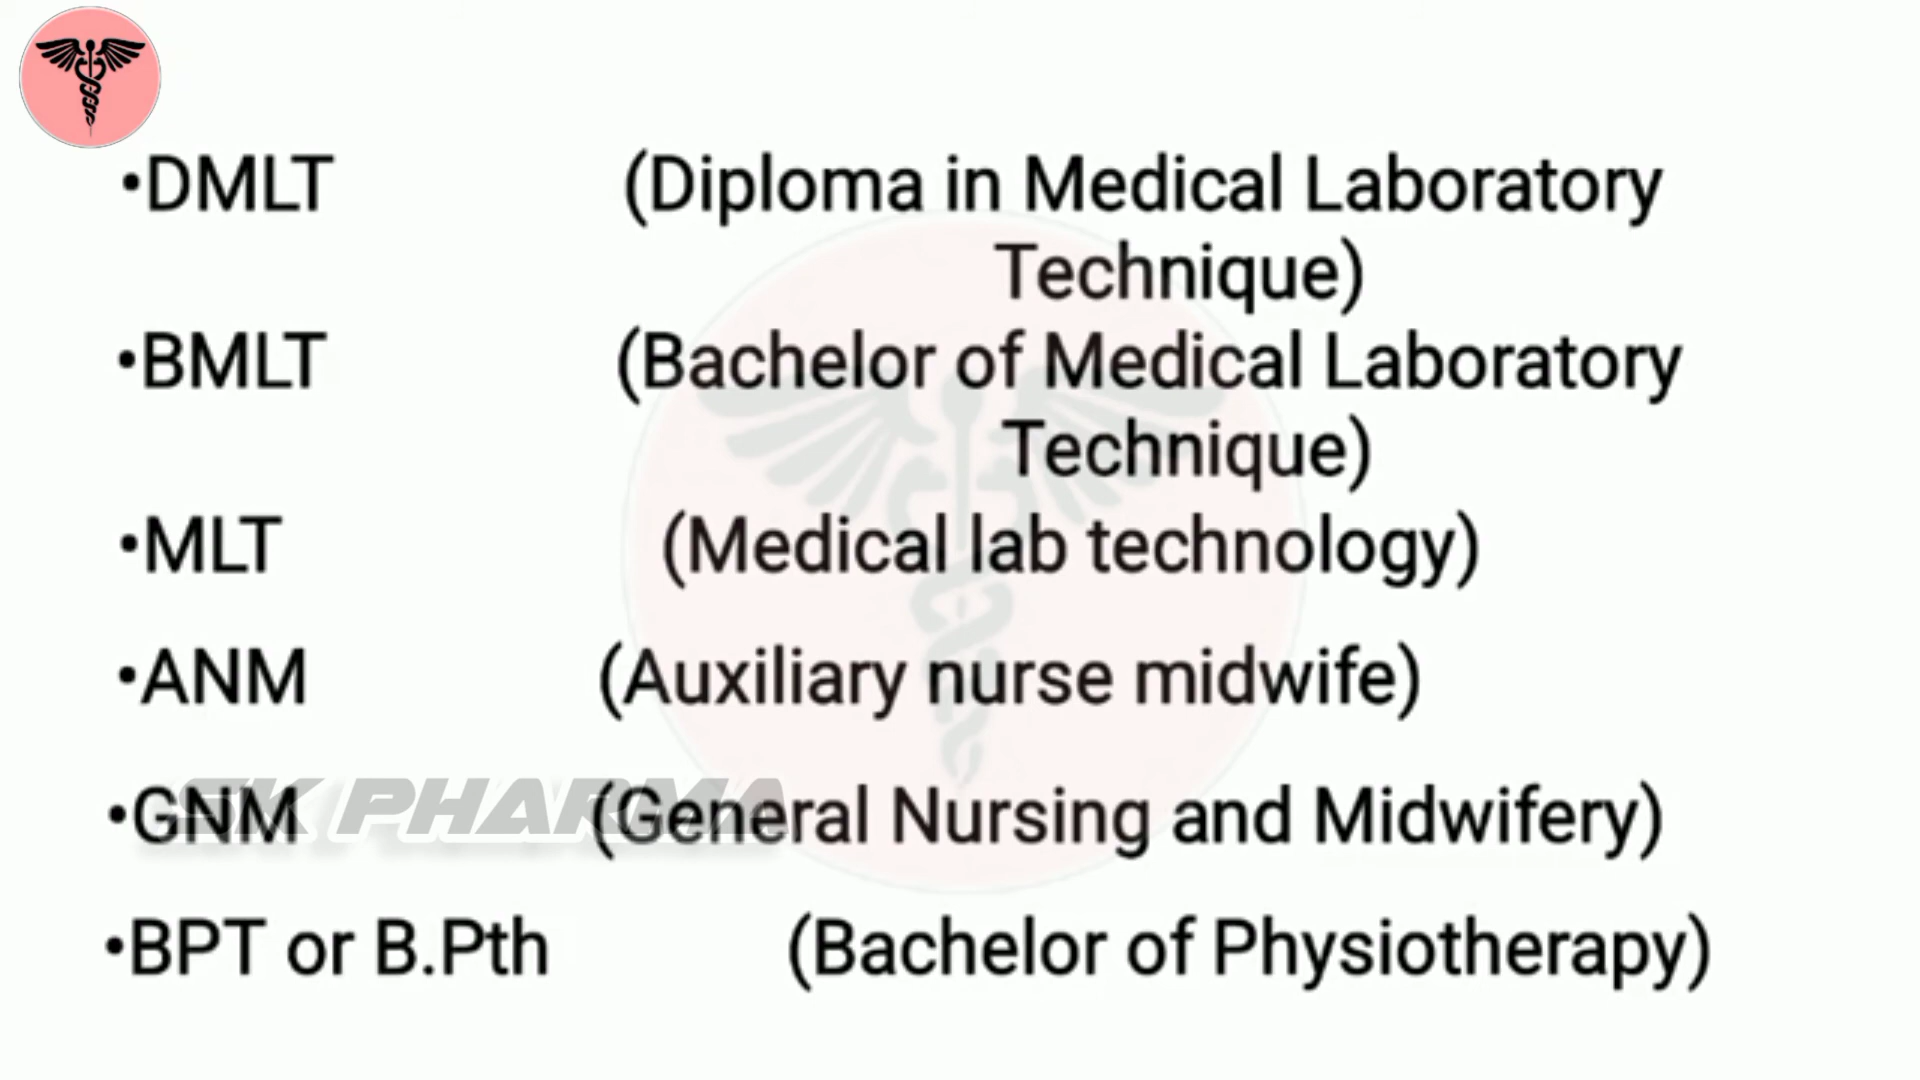 •DMLT (Diploma in Medical Laboratory
Technique)
•BMLT (Bachelor of Medical Laboratory
Technique)
•MLT (Medical lab technology)
•ANM (Auxiliary nurse midwife)
SK PHARMA
•GNM (General Nursing and Midwifery)
•BPT or B.Pth (Bachelor of Physiotherapy)